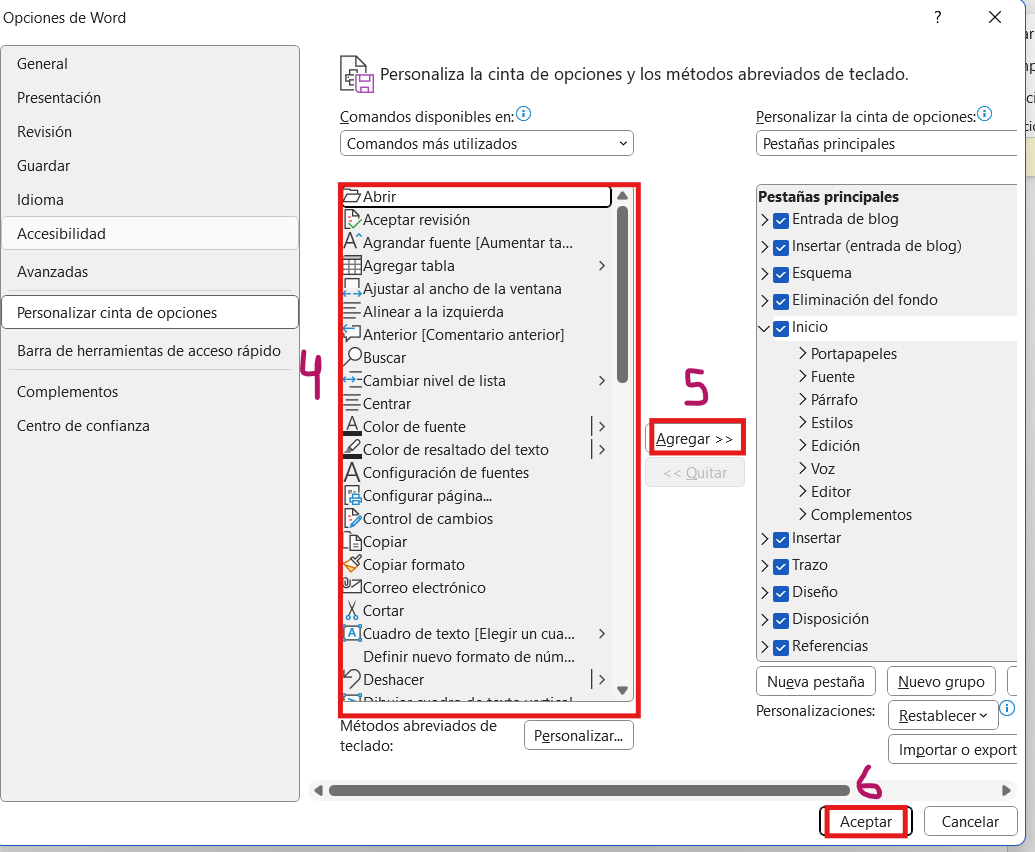 Opciones de Word
?
General
Presentación
Revisión
Guardar
Idioma
Accesibilidad
Avanzadas
Personalizar cinta de opciones
Barra de herramientas de acceso rápido
Complementos
Centro de confianza
Personaliza la cinta de opciones y los métodos abreviados de teclado.
Comandos disponibles en:
Comandos más utilizados
4
Abrir
Aceptar revisión
Agrandar fuente [Aumentar ta...
Agregar tabla
Ajustar al ancho de la ventana
Alinear a la izquierda
Anterior [Comentario anterior]
Buscar
Cambiar nivel de lista
Centrar
Color de fuente
Color de resaltado del texto
Configuración de fuentes
Configurar página...
Control de cambios
Copiar
Copiar formato
Correo electrónico
Cortar
Cuadro de texto [Elegir un cua...
Definir nuevo formato de núm...
Deshacer
Dibujar cuadro de texto vertical
Métodos abreviados de
teclado:
Personalizar...
5
Agregar >>
<< Quitar
Personalizar la cinta de opciones:
Pestañas principales
Pestañas principales
Entrada de blog
Insertar (entrada de blog)
Esquema
Eliminación del fondo
Inicio
Portapapeles
Fuente
Párrafo
Estilos
Edición
Voz
Editor
Complementos
Insertar
Trazo
Diseño
Disposición
Referencias
Nueva pestaña
Nuevo grupo
Personalizaciones:
Restablecer
Importar o export
6
Aceptar
Cancelar